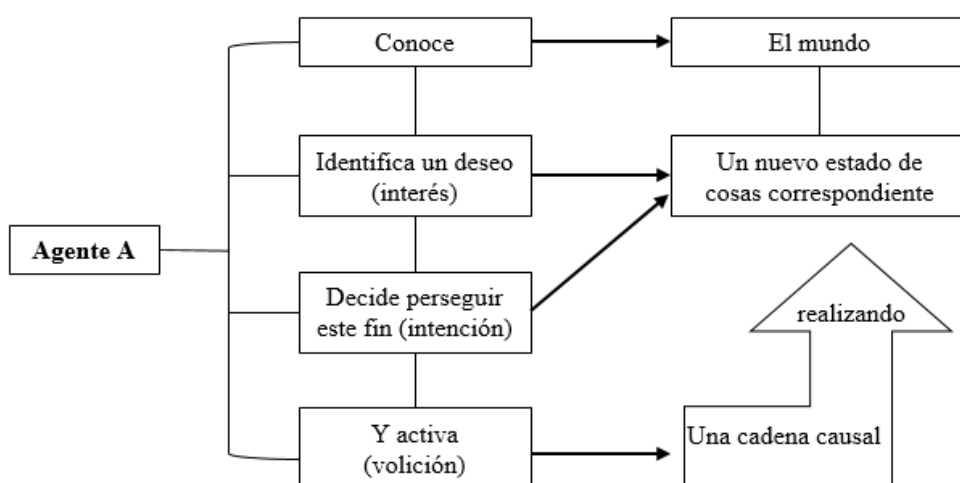 Conoce
El mundo
Identifica un deseo
(interés)
Un nuevo estado de
cosas correspondiente
Agente A
Decide perseguir
este fin (intención)
realizando
Y activa
(volición)
Una cadena causal